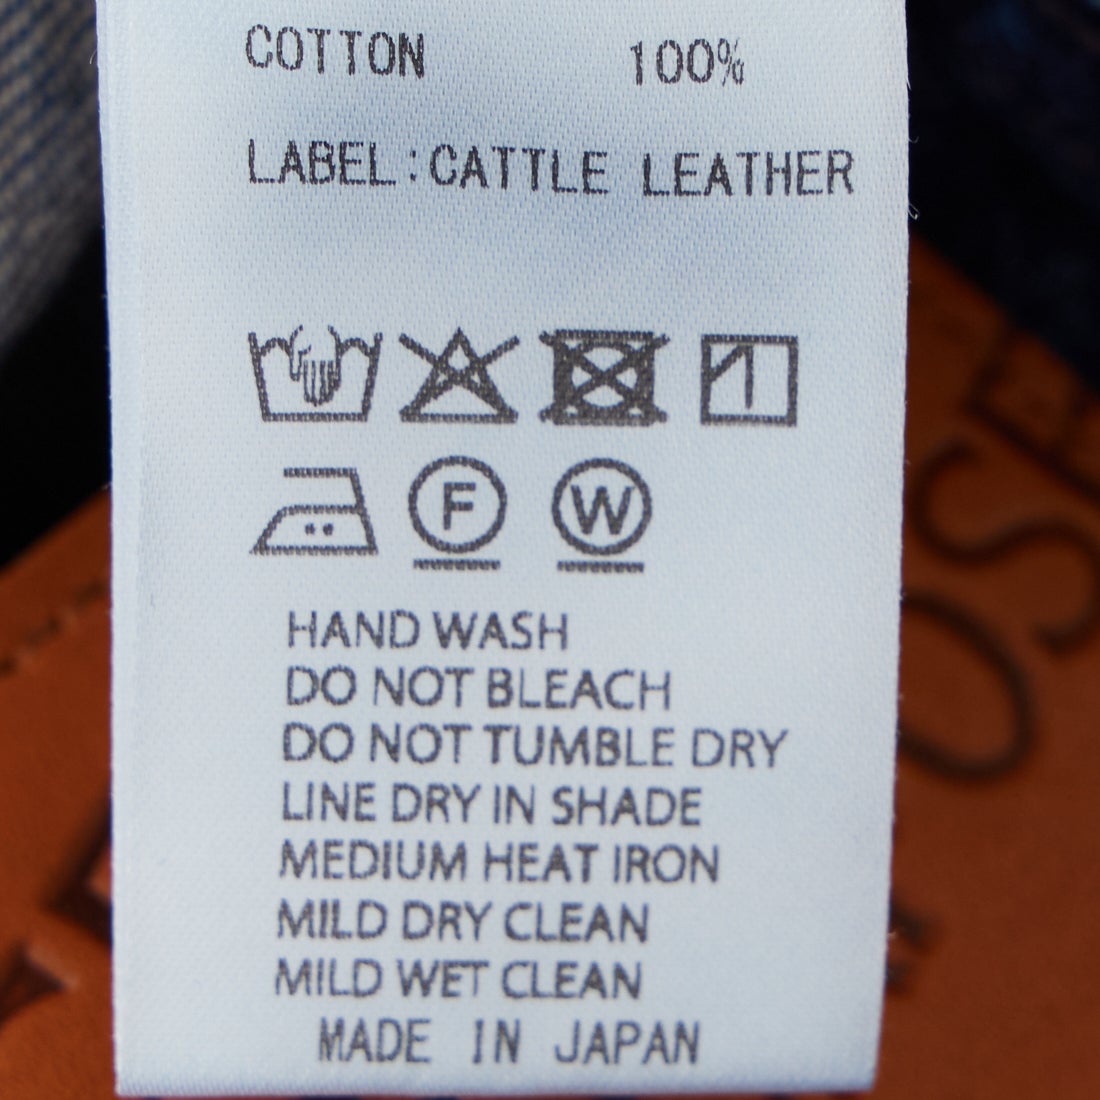 COTTON 100%
LABEL:CATTLE LEATHER
F W
HAND WASH
DO NOT BLEACH
DO NOT TUMBLE DRY
LINE DRY IN SHADE
MEDIUM HEAT IRON
MILD DRY CLEAN
MILD WET CLEAN
MADE IN JAPAN